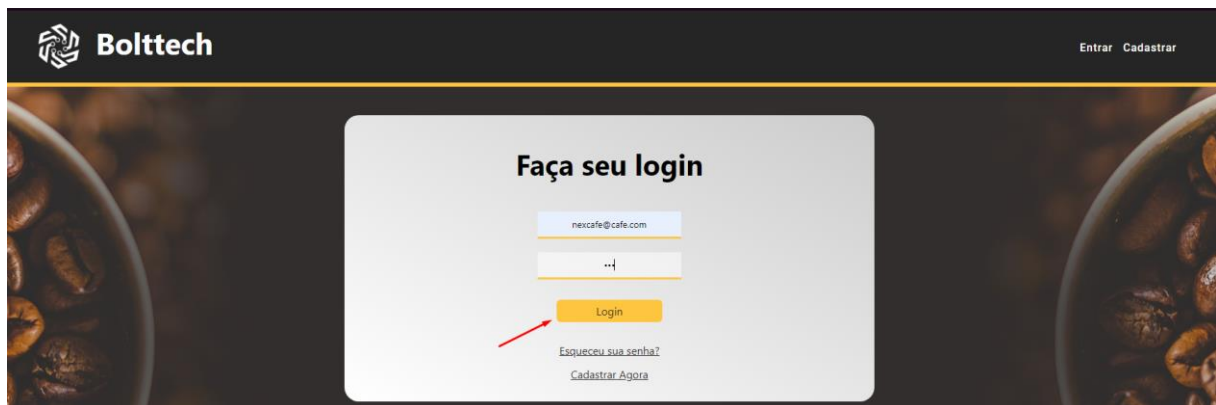 Bolttech
Entrar Cadastrar
Faça seu login
nexcafe@cafe.com
Login
Esqueceu sua senha?
Cadastrar Agora